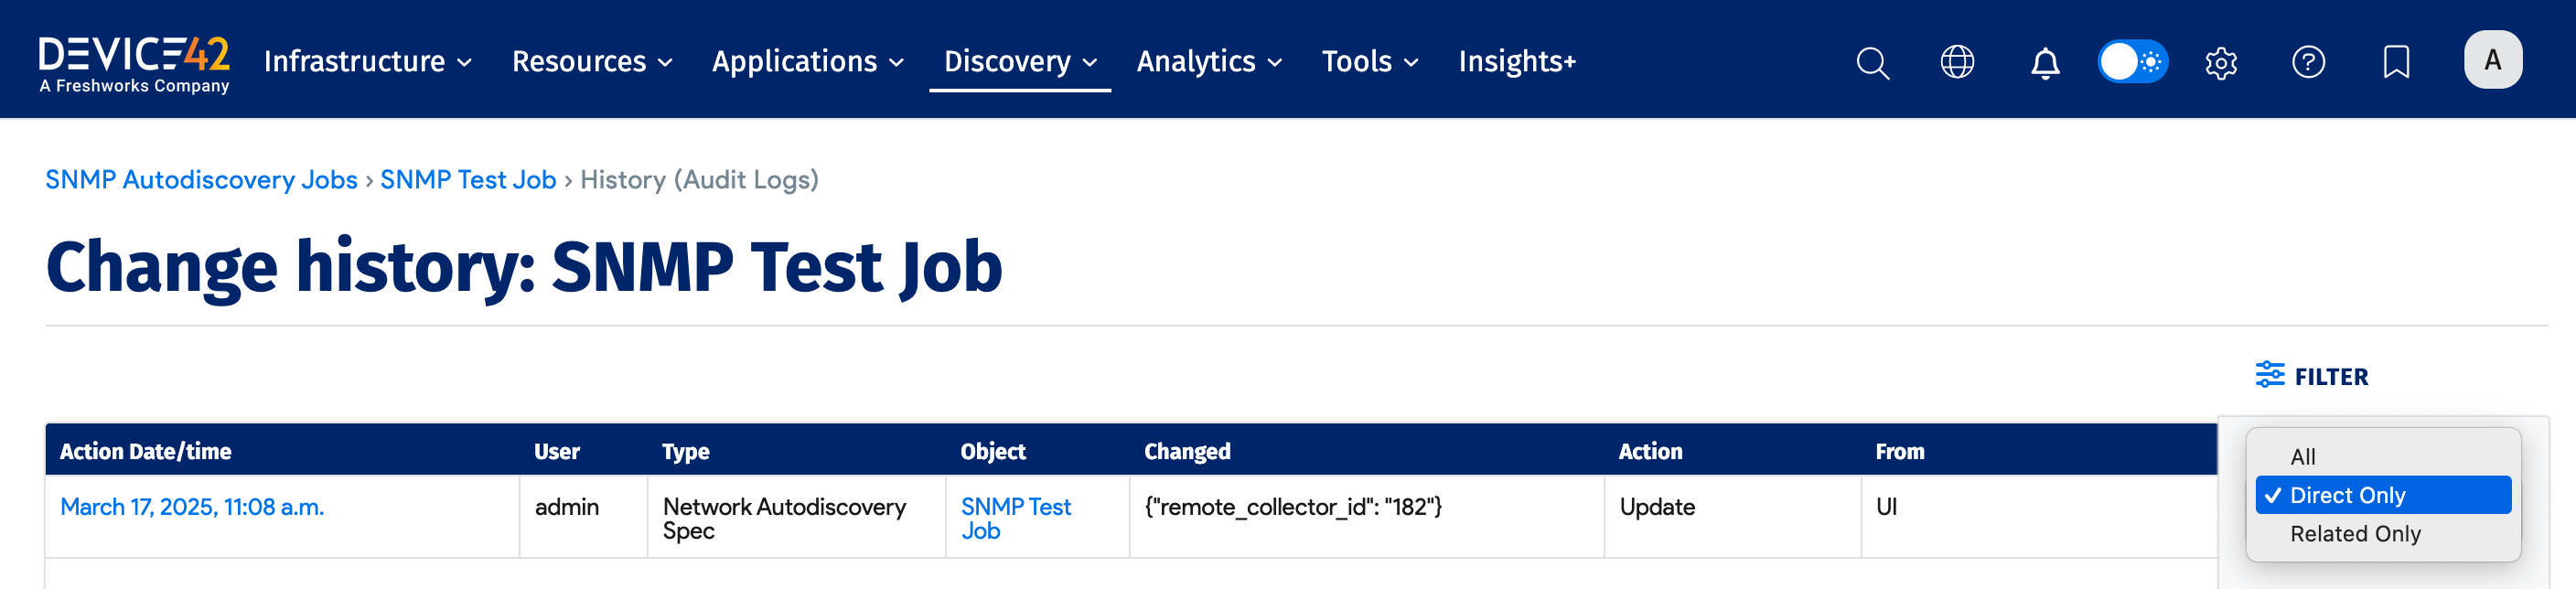 DEVICE42
A Freshworks Company
Infrastructure Resources Applications Discovery Analytics Tools Insights+
A
SNMP Autodiscovery Jobs › SNMP Test Job › History (Audit Logs)
Change history: SNMP Test Job
FILTER
Action Date/time User Type Object Changed Action From
March 17, 2025, 11:08 a.m. admin Network Autodiscovery SNMP Test {"remote_collector_id": "182"} Update UI
Spec Job
All
✓ Direct Only
Related Only